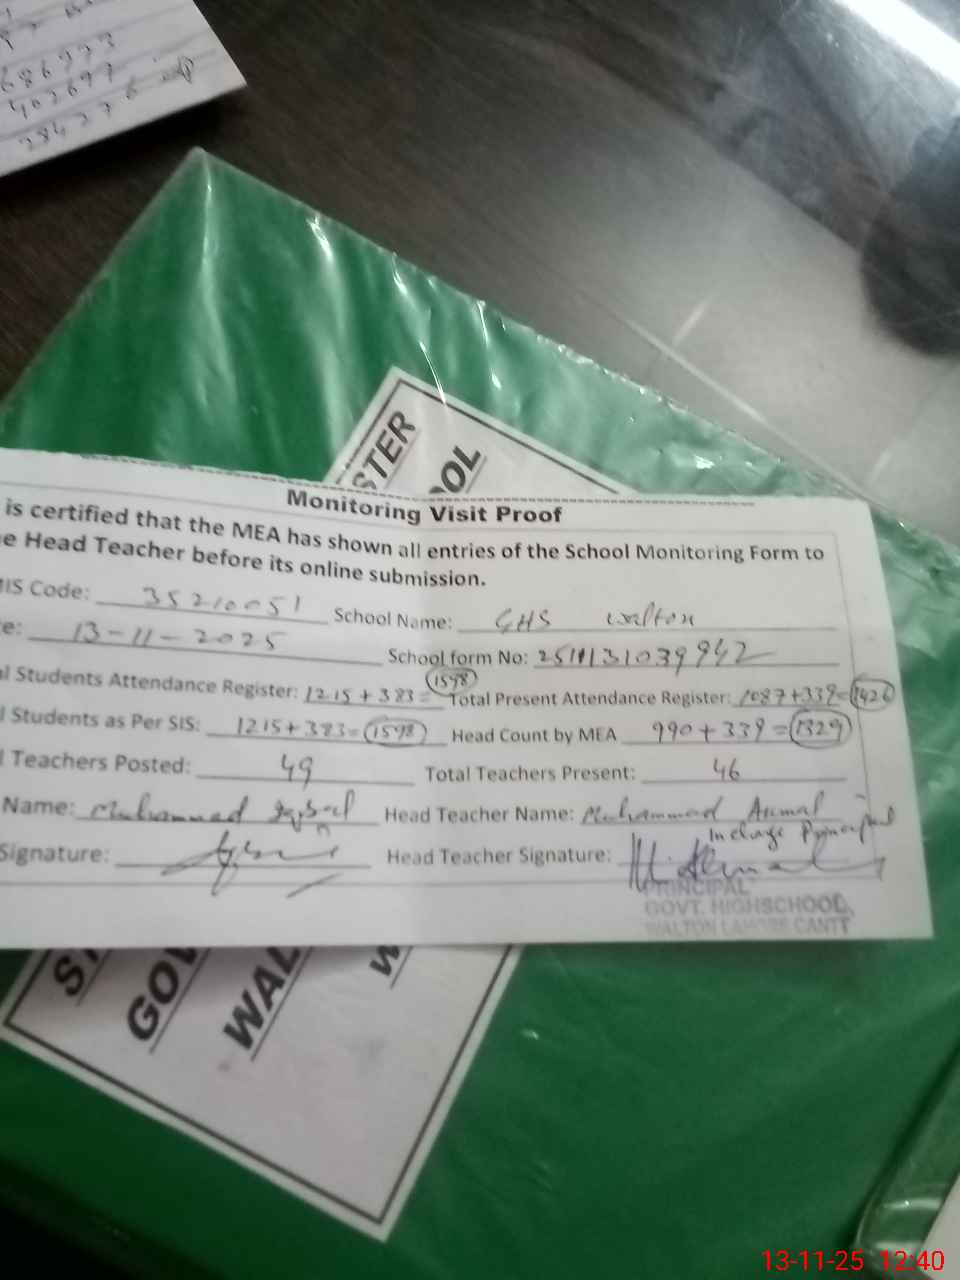 686973
402697
284276
STER
OOL
Monitoring Visit Proof
is certified that the MEA has shown all entries of the School Monitoring Form to
e Head Teacher before its online submission.
IS Code: 35210051 School Name: GHS Walton
e: 13-11-2025 School form No:
1598
l Students Attendance Register: 1215+383= Total Present Attendance Register: 1087+339=1426
l Students as Per SIS: 1215+383=1598 Head Count by MEA 990+339=1329
l Teachers Posted: 49 Total Teachers Present: 46
Name: Muhammad Head Teacher Name: Muhammad
Incharge Principal
Signature: Head Teacher Signature:
PRINCIPAL
GOVT. HIGHSCHOOL,
WALTON LAHORE CANTT
GOV
WAL
13-11-25 12:40